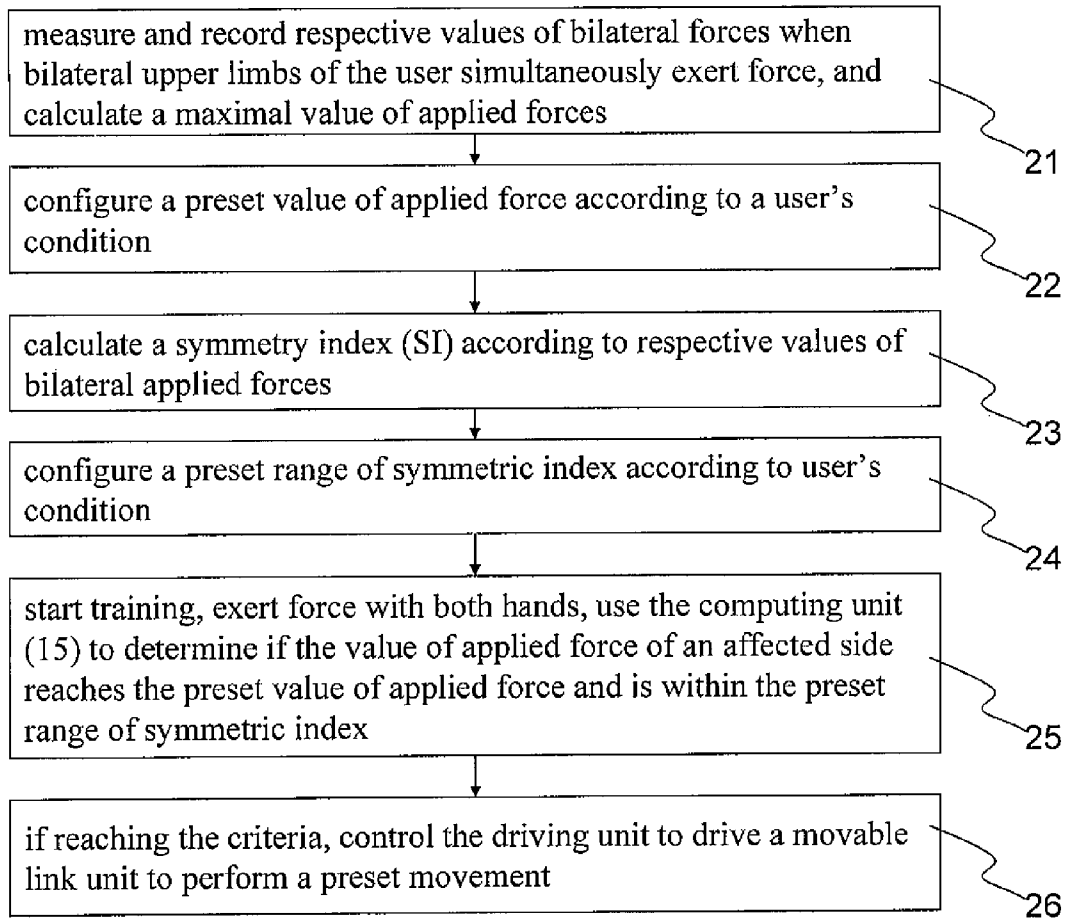 measure and record respective values of bilateral forces when
bilateral upper limbs of the user simultaneously exert force, and
calculate a maximal value of applied forces
21
configure a preset value of applied force according to a user's
condition
22
calculate a symmetry index (SI) according to respective values of
bilateral applied forces
23
configure a preset range of symmetric index according to user's
condition
24
start training, exert force with both hands, use the computing unit
(15) to determine if the value of applied force of an affected side
reaches the preset value of applied force and is within the preset
range of symmetric index
25
if reaching the criteria, control the driving unit to drive a movable
link unit to perform a preset movement
26